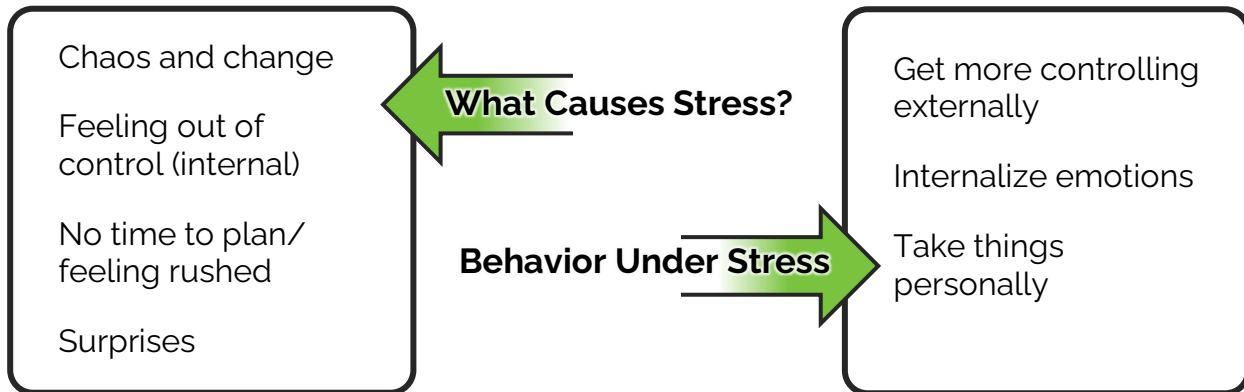 Chaos and change
Feeling out of
control (internal)
No time to plan/
feeling rushed
Surprises
What Causes Stress?
Behavior Under Stress
Get more controlling
externally
Internalize emotions
Take things
personally